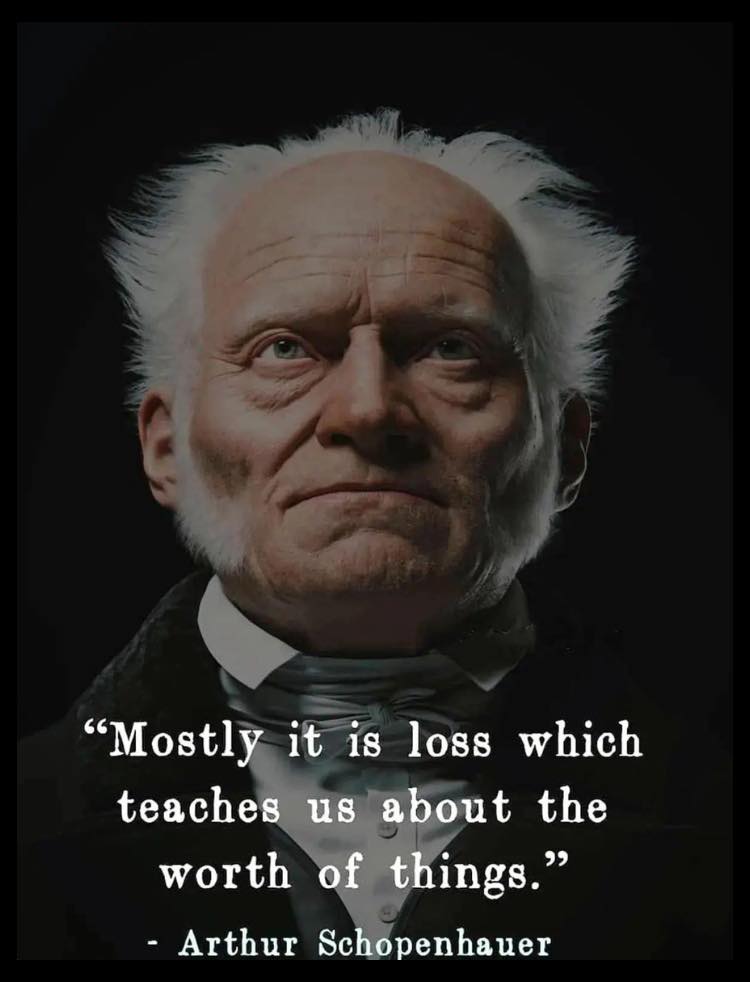 “Mostly it is loss which
teaches us about the
worth of things.”
- Arthur Schopenhauer